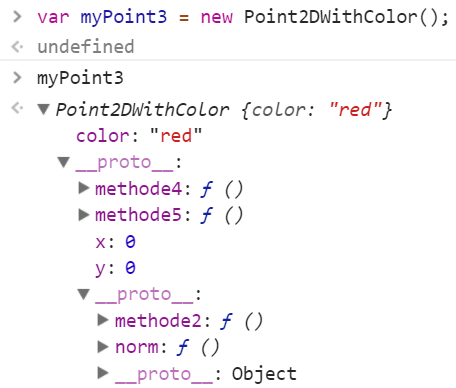 > var myPoint3 = new Point2DWithColor();
undefined
> myPoint3
Point2DWithColor {color: "red"}
color: "red"
__proto__:
methode4: ƒ ()
methode5: ƒ ()
x: 0
y: 0
__proto__:
methode2: ƒ ()
norm: ƒ ()
__proto__: Object